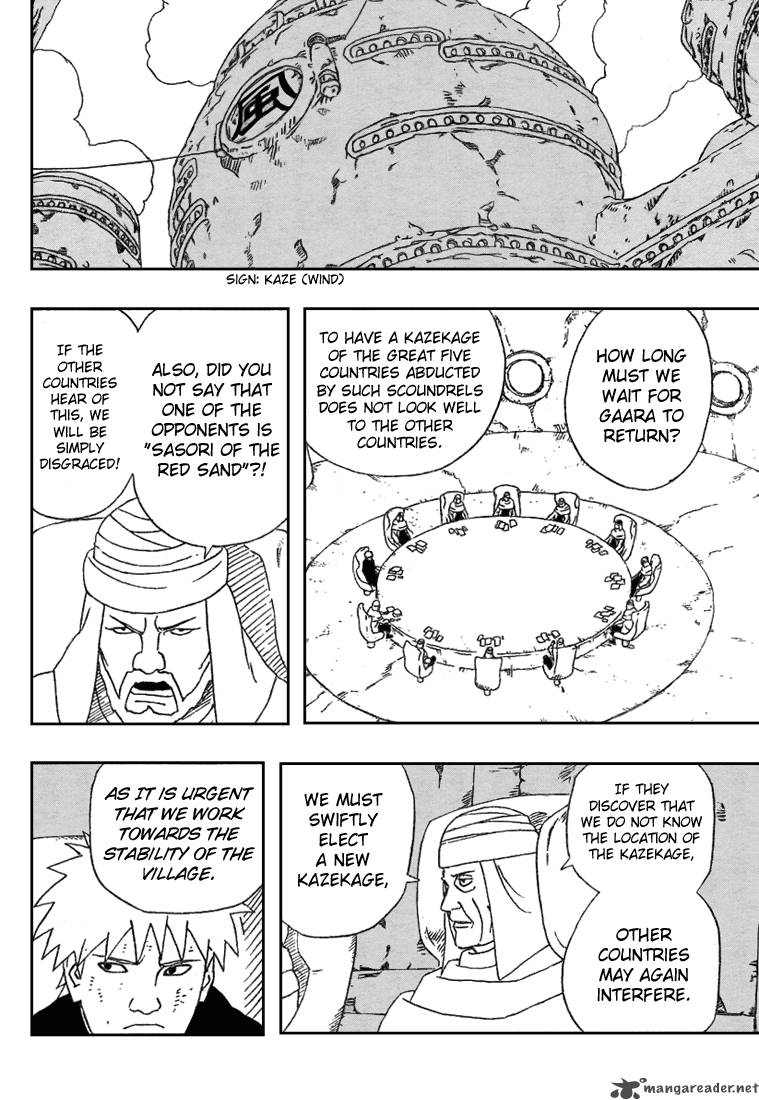 風
SIGN: KAZE (WIND)
HOW LONG
MUST WE
WAIT FOR
GAARA TO
RETURN?
TO HAVE A KAZEKAGE
OF THE GREAT FIVE
COUNTRIES ABDUCTED
BY SUCH SCOUNDRELS
DOES NOT LOOK WELL
TO THE OTHER
COUNTRIES.
ALSO, DID YOU
NOT SAY THAT
ONE OF THE
OPPONENTS IS
"SASORI OF THE
RED SAND"?!
IF THE
OTHER
COUNTRIES
HEAR OF
THIS, WE
WILL BE
SIMPLY
DISGRACED!
IF THEY
DISCOVER THAT
WE DO NOT KNOW
THE LOCATION OF
THE KAZEKAGE,
OTHER
COUNTRIES
MAY AGAIN
INTERFERE.
WE MUST
SWIFTLY
ELECT
A NEW
KAZEKAGE,
AS IT IS URGENT
THAT WE WORK
TOWARDS THE
STABILITY OF THE
VILLAGE.
mangareader.net